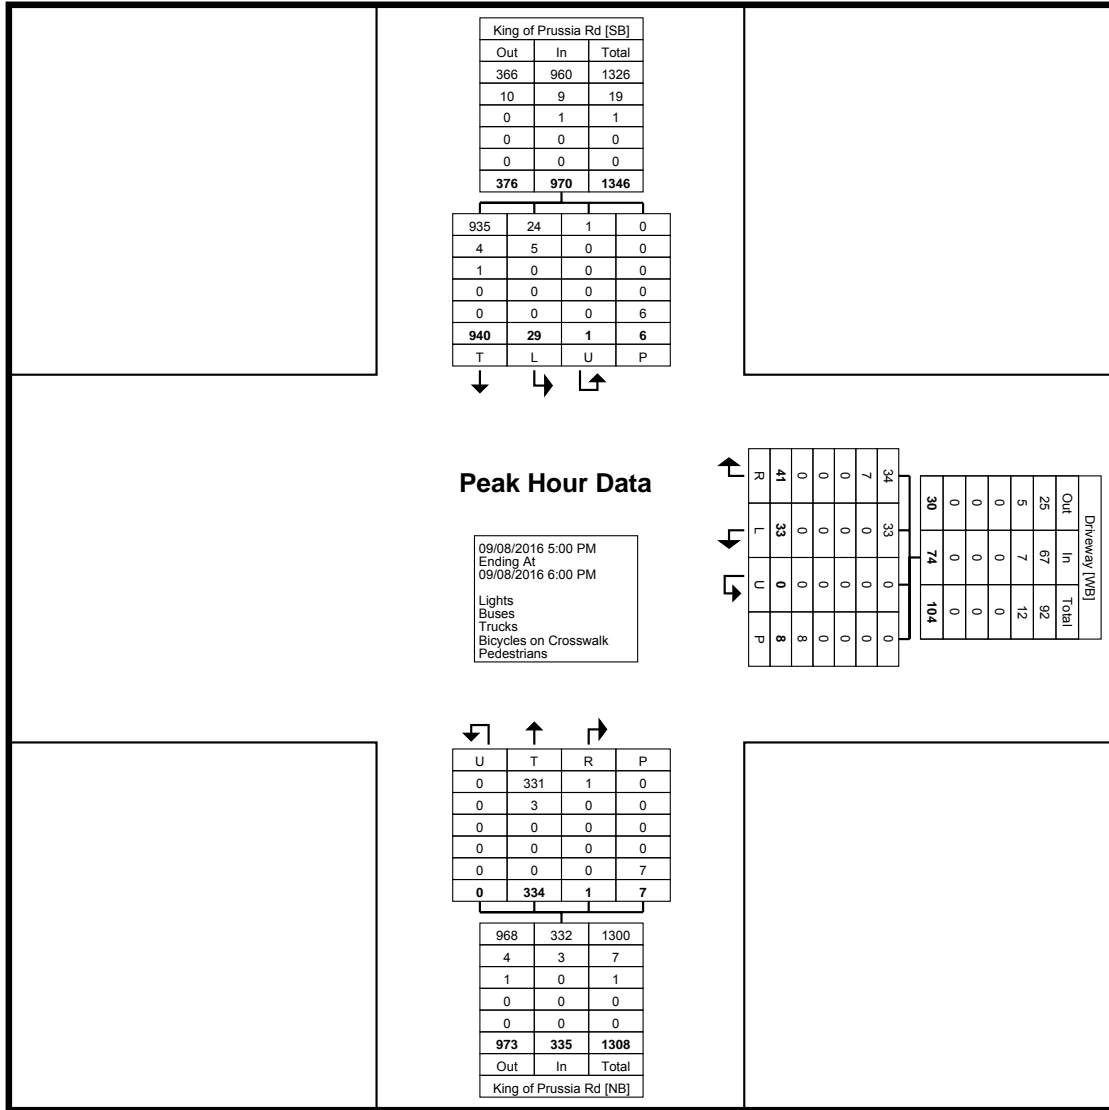 King of Prussia Rd [SB]
Out In Total
366 960 1326
10 9 19
0 1 1
0 0 0
0 0 0
376 970 1346
935 24 1 0
4 5 0 0
1 0 0 0
0 0 0 0
0 0 0 6
940 29 1 6
T L U P
Peak Hour Data
09/08/2016 5:00 PM
Ending At
09/08/2016 6:00 PM
Lights
Buses
Trucks
Bicycles on Crosswalk
Pedestrians
Driveway [WB]
Out In Total
25 67 92
5 7 12
0 0 0
0 0 0
0 0 0
30 74 104
34 33 0 0
7 0 0 0
0 0 0 0
0 0 0 0
0 0 0 8
41 33 0 8
R L U P
U T R P
0 331 1 0
0 3 0 0
0 0 0 0
0 0 0 0
0 0 0 7
0 334 1 7
968 332 1300
4 3 7
1 0 1
0 0 0
0 0 0
973 335 1308
Out In Total
King of Prussia Rd [NB]